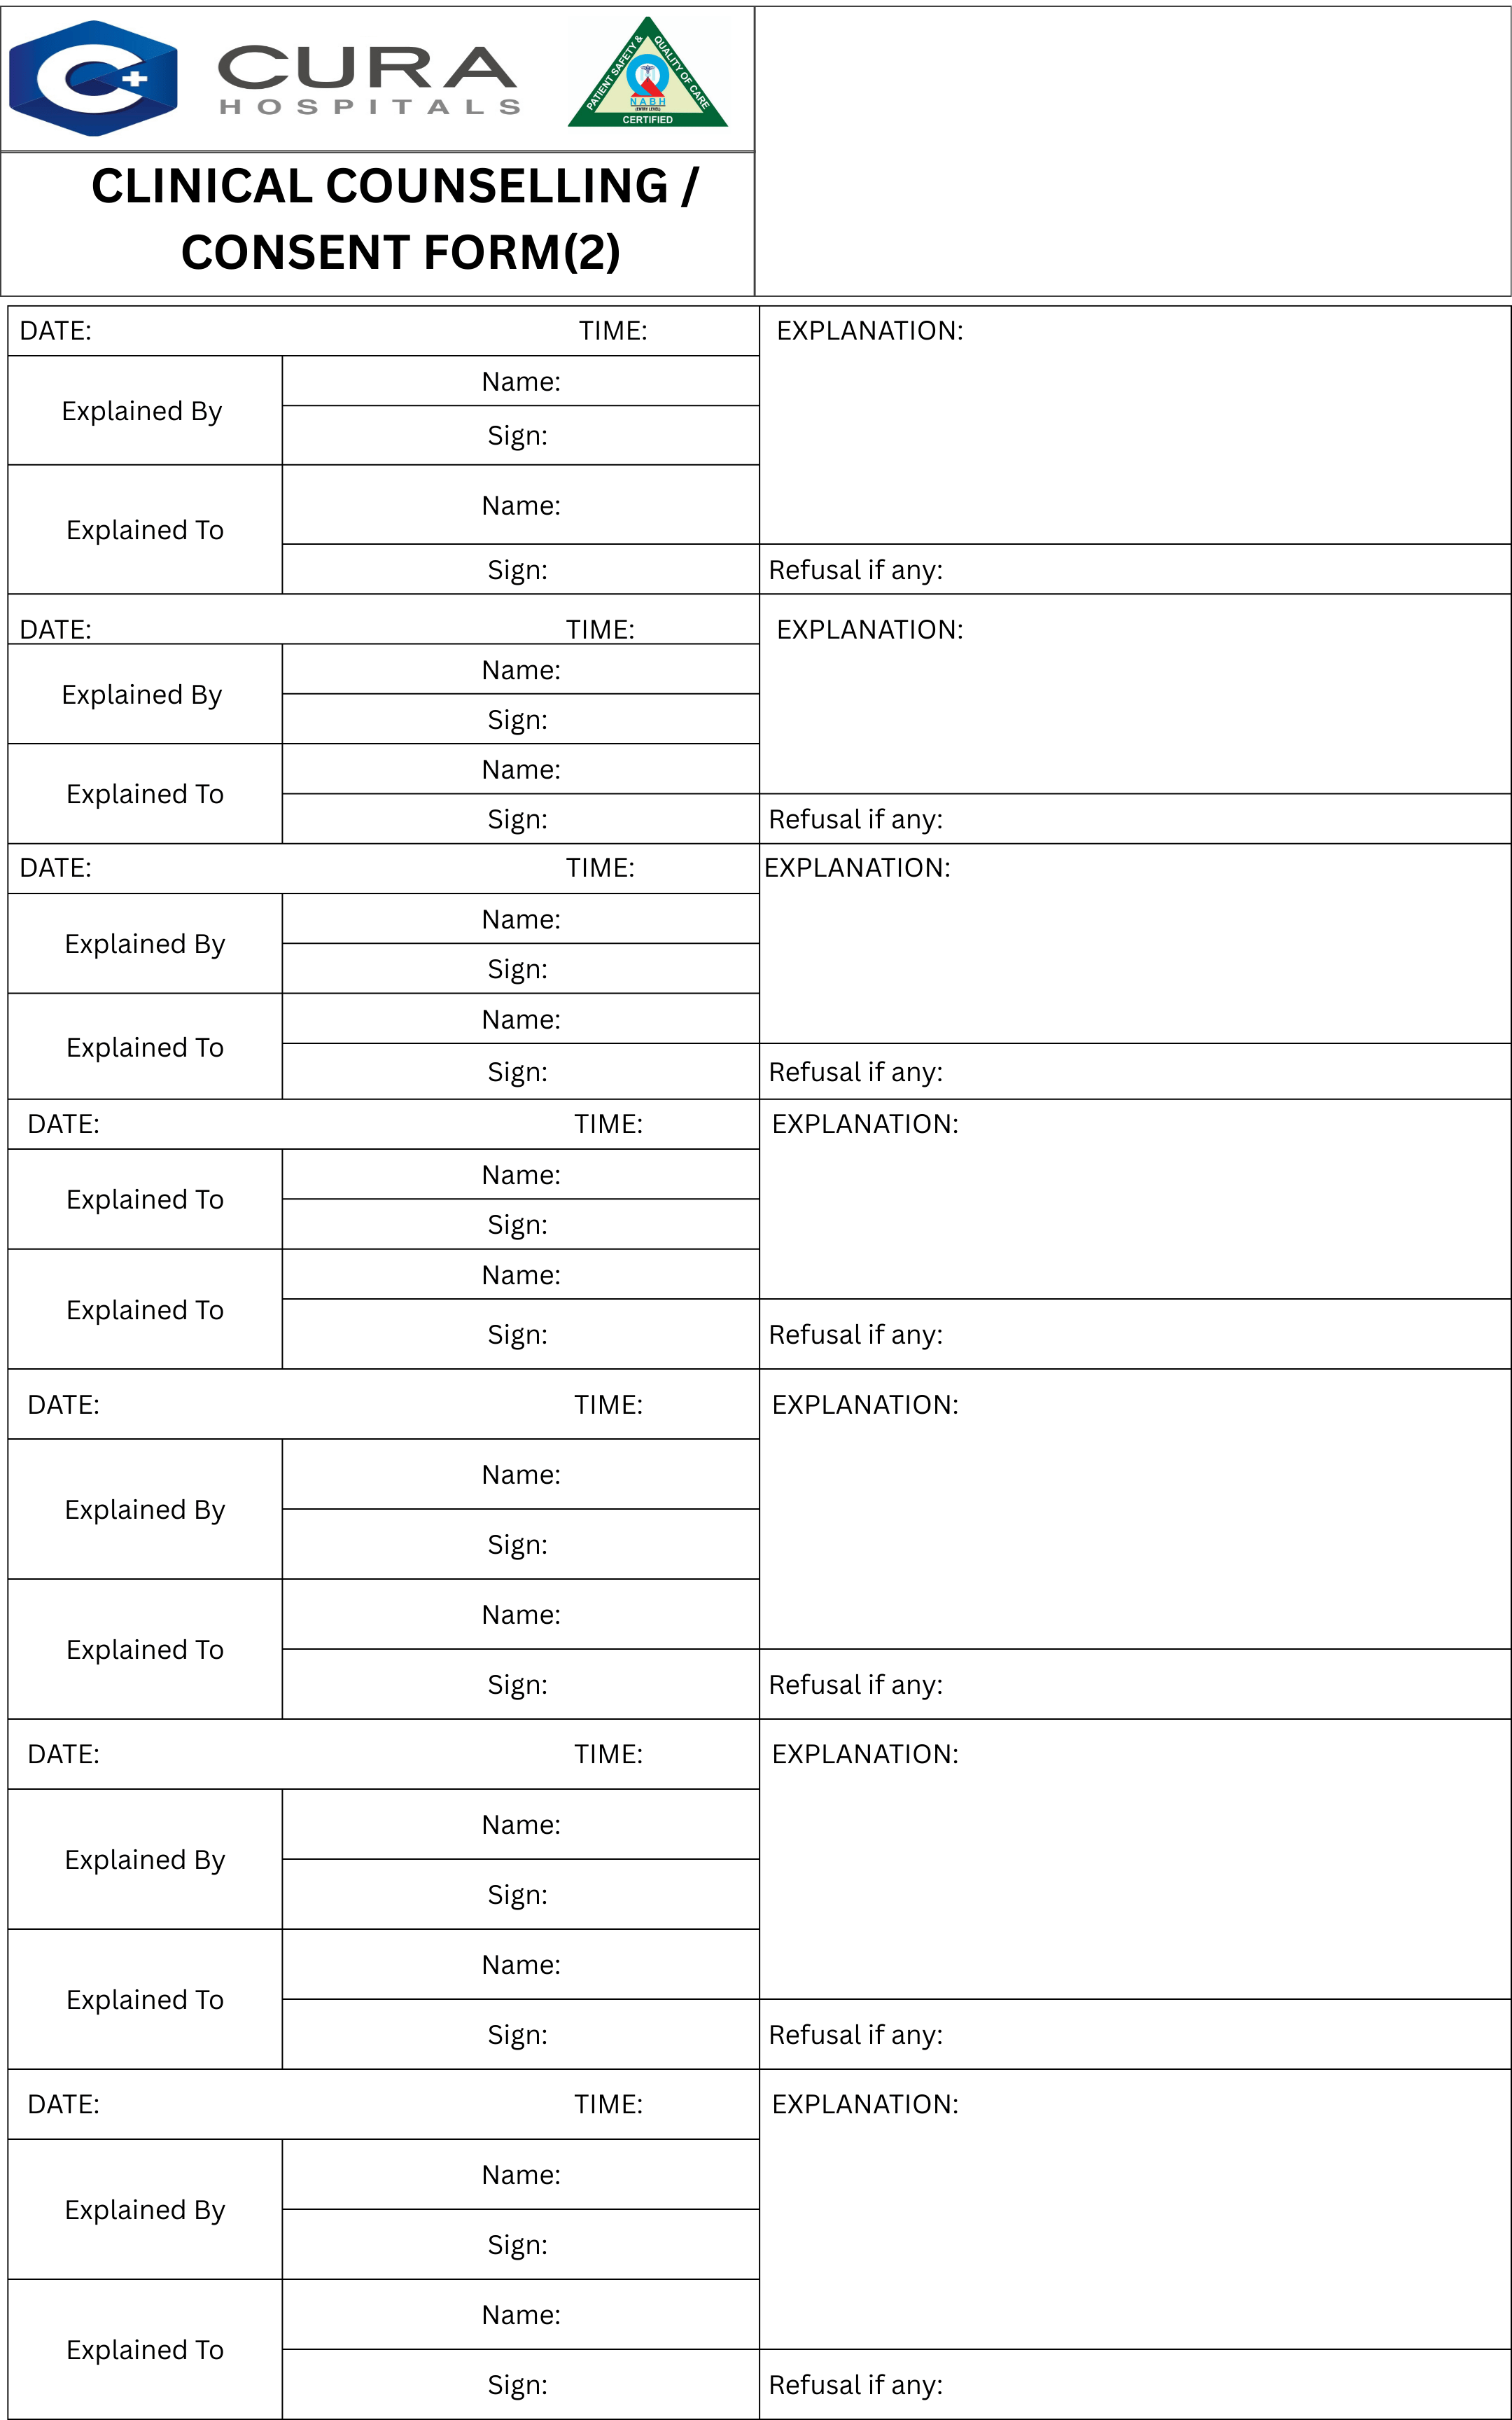 CURA
HOSPITALS
PATIENT SAFETY & QUALITY OF CARE
NABH
(ENTRY LEVEL)
CERTIFIED
CLINICAL COUNSELLING /
CONSENT FORM(2)
DATE: TIME: EXPLANATION:
Name:
Explained By
Sign:
Name:
Explained To
Sign: Refusal if any:
DATE: TIME: EXPLANATION:
Name:
Explained By
Sign:
Name:
Explained To
Sign: Refusal if any:
DATE: TIME: EXPLANATION:
Name:
Explained By
Sign:
Name:
Explained To
Sign: Refusal if any:
DATE: TIME: EXPLANATION:
Name:
Explained To
Sign:
Name:
Explained To
Sign: Refusal if any:
DATE: TIME: EXPLANATION:
Name:
Explained By
Sign:
Name:
Explained To
Sign: Refusal if any:
DATE: TIME: EXPLANATION:
Name:
Explained By
Sign:
Name:
Explained To
Sign: Refusal if any:
DATE: TIME: EXPLANATION:
Name:
Explained By
Sign:
Name:
Explained To
Sign: Refusal if any: